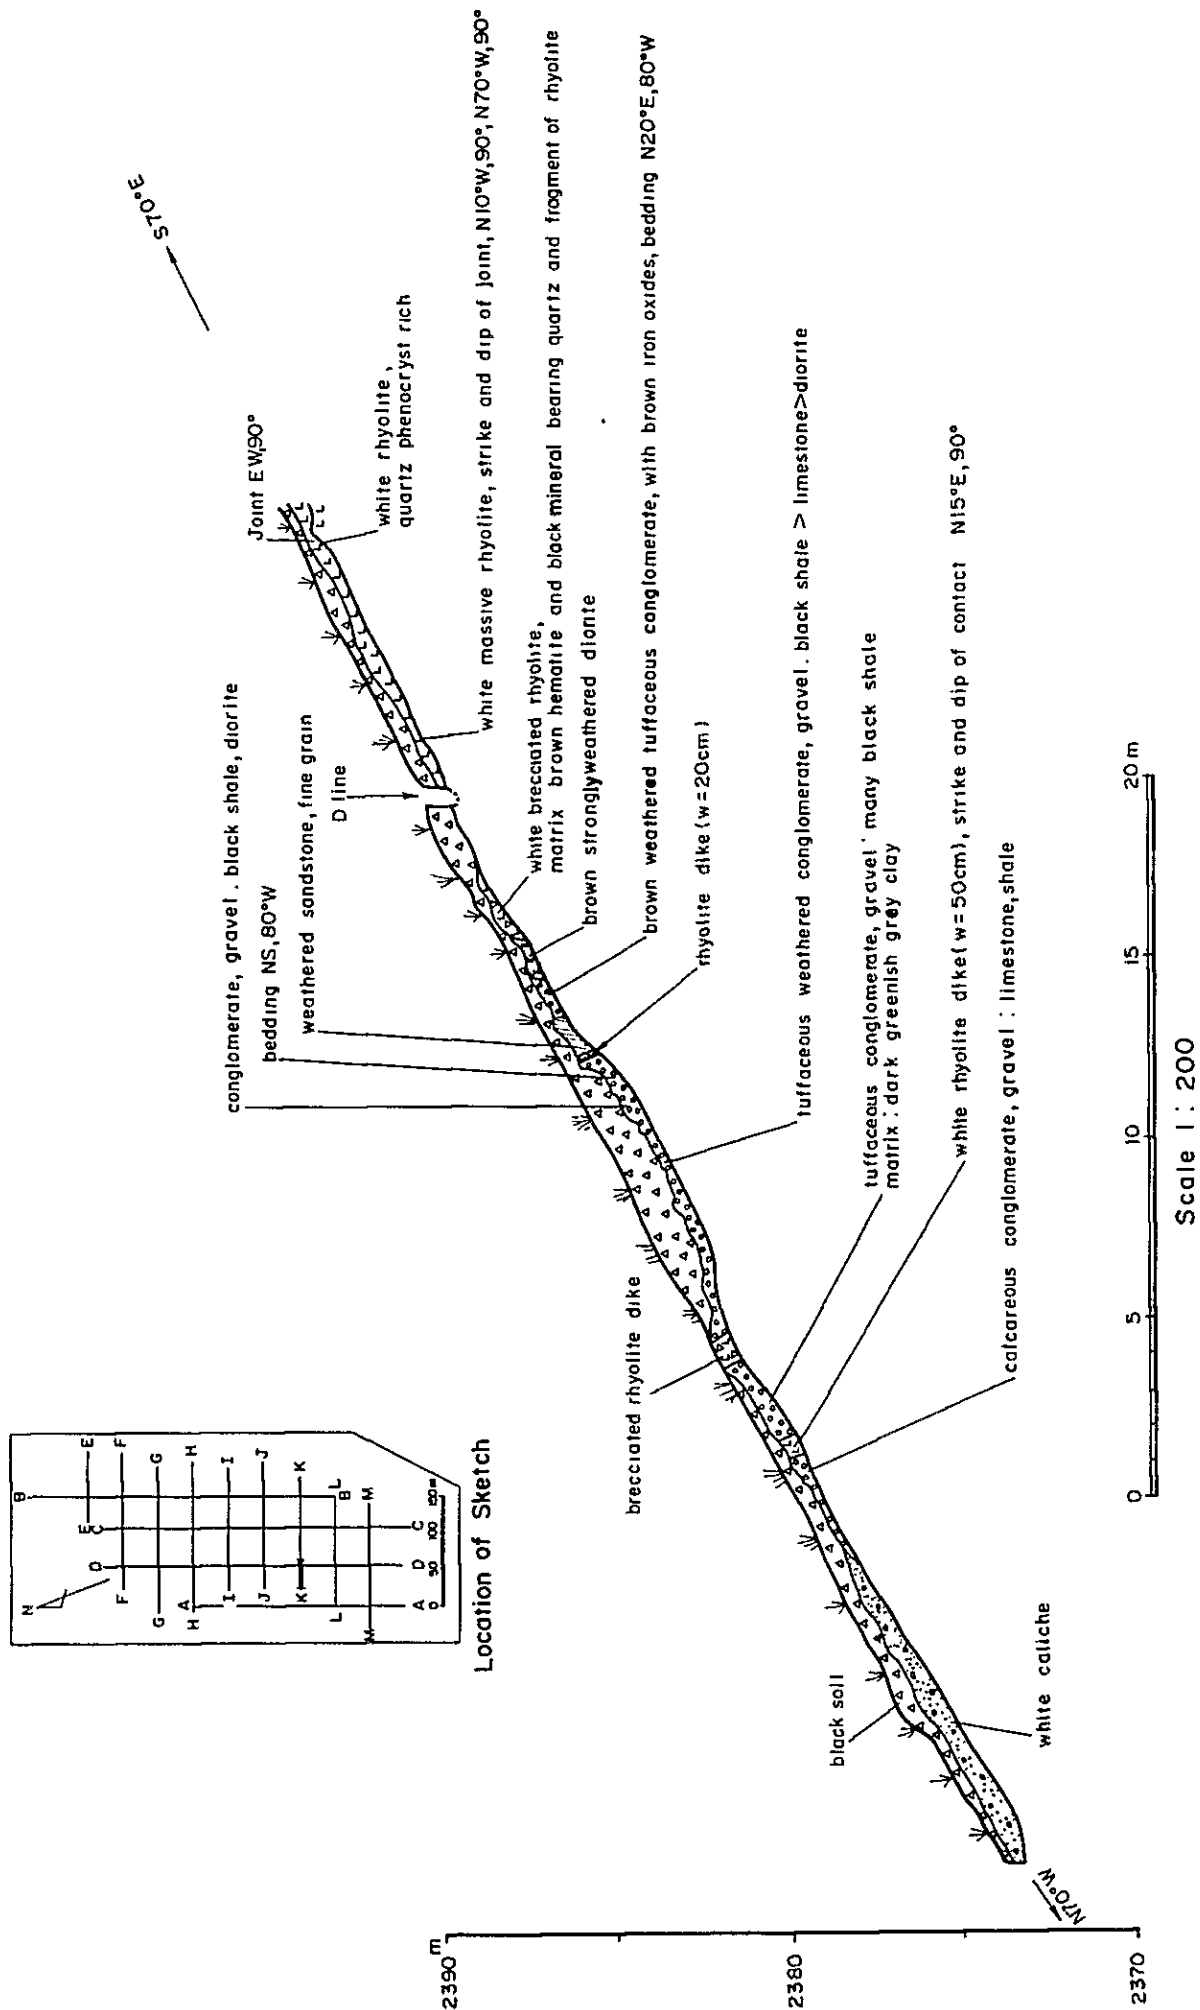 S70°E
Joint EW,90°
white rhyolite,
quartz phenocryst rich
white massive rhyolite, strike and dip of joint, N10°W,90°, N70°W,90°
white brecciated rhyolite,
matrix brown hematite and black mineral bearing quartz and fragment of rhyolite
brown stronglyweathered diorite
brown weathered tuffaceous conglomerate, with brown iron oxides, bedding N20°E,80°W
rhyolite dike (w=20cm)
tuffaceous weathered conglomerate, gravel. black shale > limestone>diorite
tuffaceous conglomerate, gravel' many black shale
matrix : dark greenish grey clay
white rhyolite dike(w=50cm), strike and dip of contact N15°E, 90°
calcareous conglomerate, gravel : limestone,shale
conglomerate, gravel . black shale, diorite
bedding NS,80°W
weathered sandstone, fine grain
D line
brecciated rhyolite dike
black soil
white caliche
N70°W
2390 m
2380
2370
0 5 10 15 20m
Scale 1 : 200
N
B
E E
D C
F F
G G
H A H
I I
J J
K K
L L
B
M M
A D C
0 50 100 150m
Location of Sketch